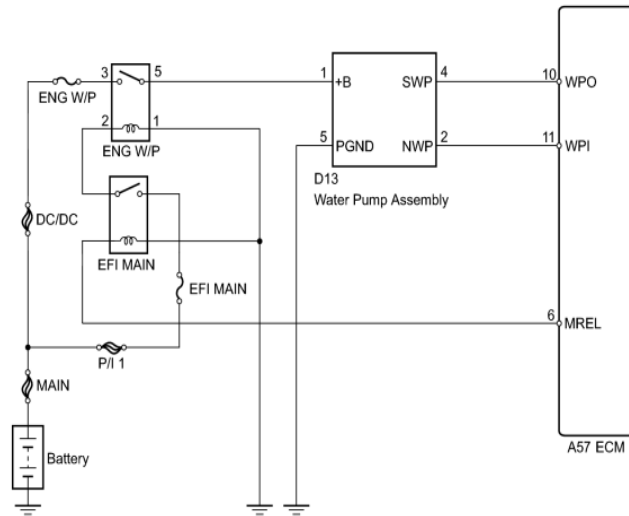 3
5
ENG W/P
2
1
ENG W/P
1
+B
SWP
4
10
WPO
5
PGND
NWP
2
11
WPI
D13
Water Pump Assembly
DC/DC
EFI MAIN
EFI MAIN
6
MREL
P/I 1
MAIN
Battery
A57 ECM